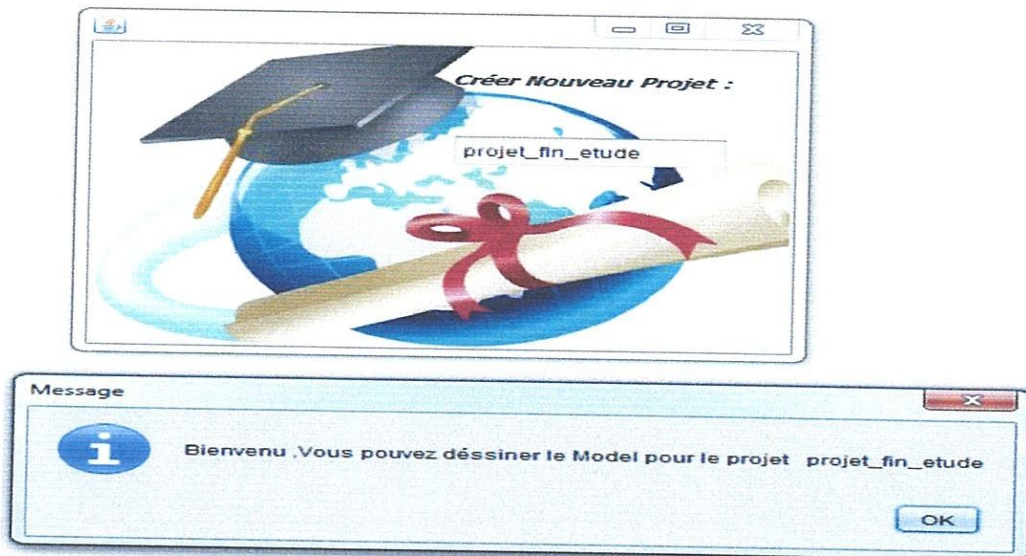 Créer Nouveau Projet :
projet_fin_etude
Message
Bienvenu ,Vous pouvez déssiner le Model pour le projet projet_fin_etude
OK